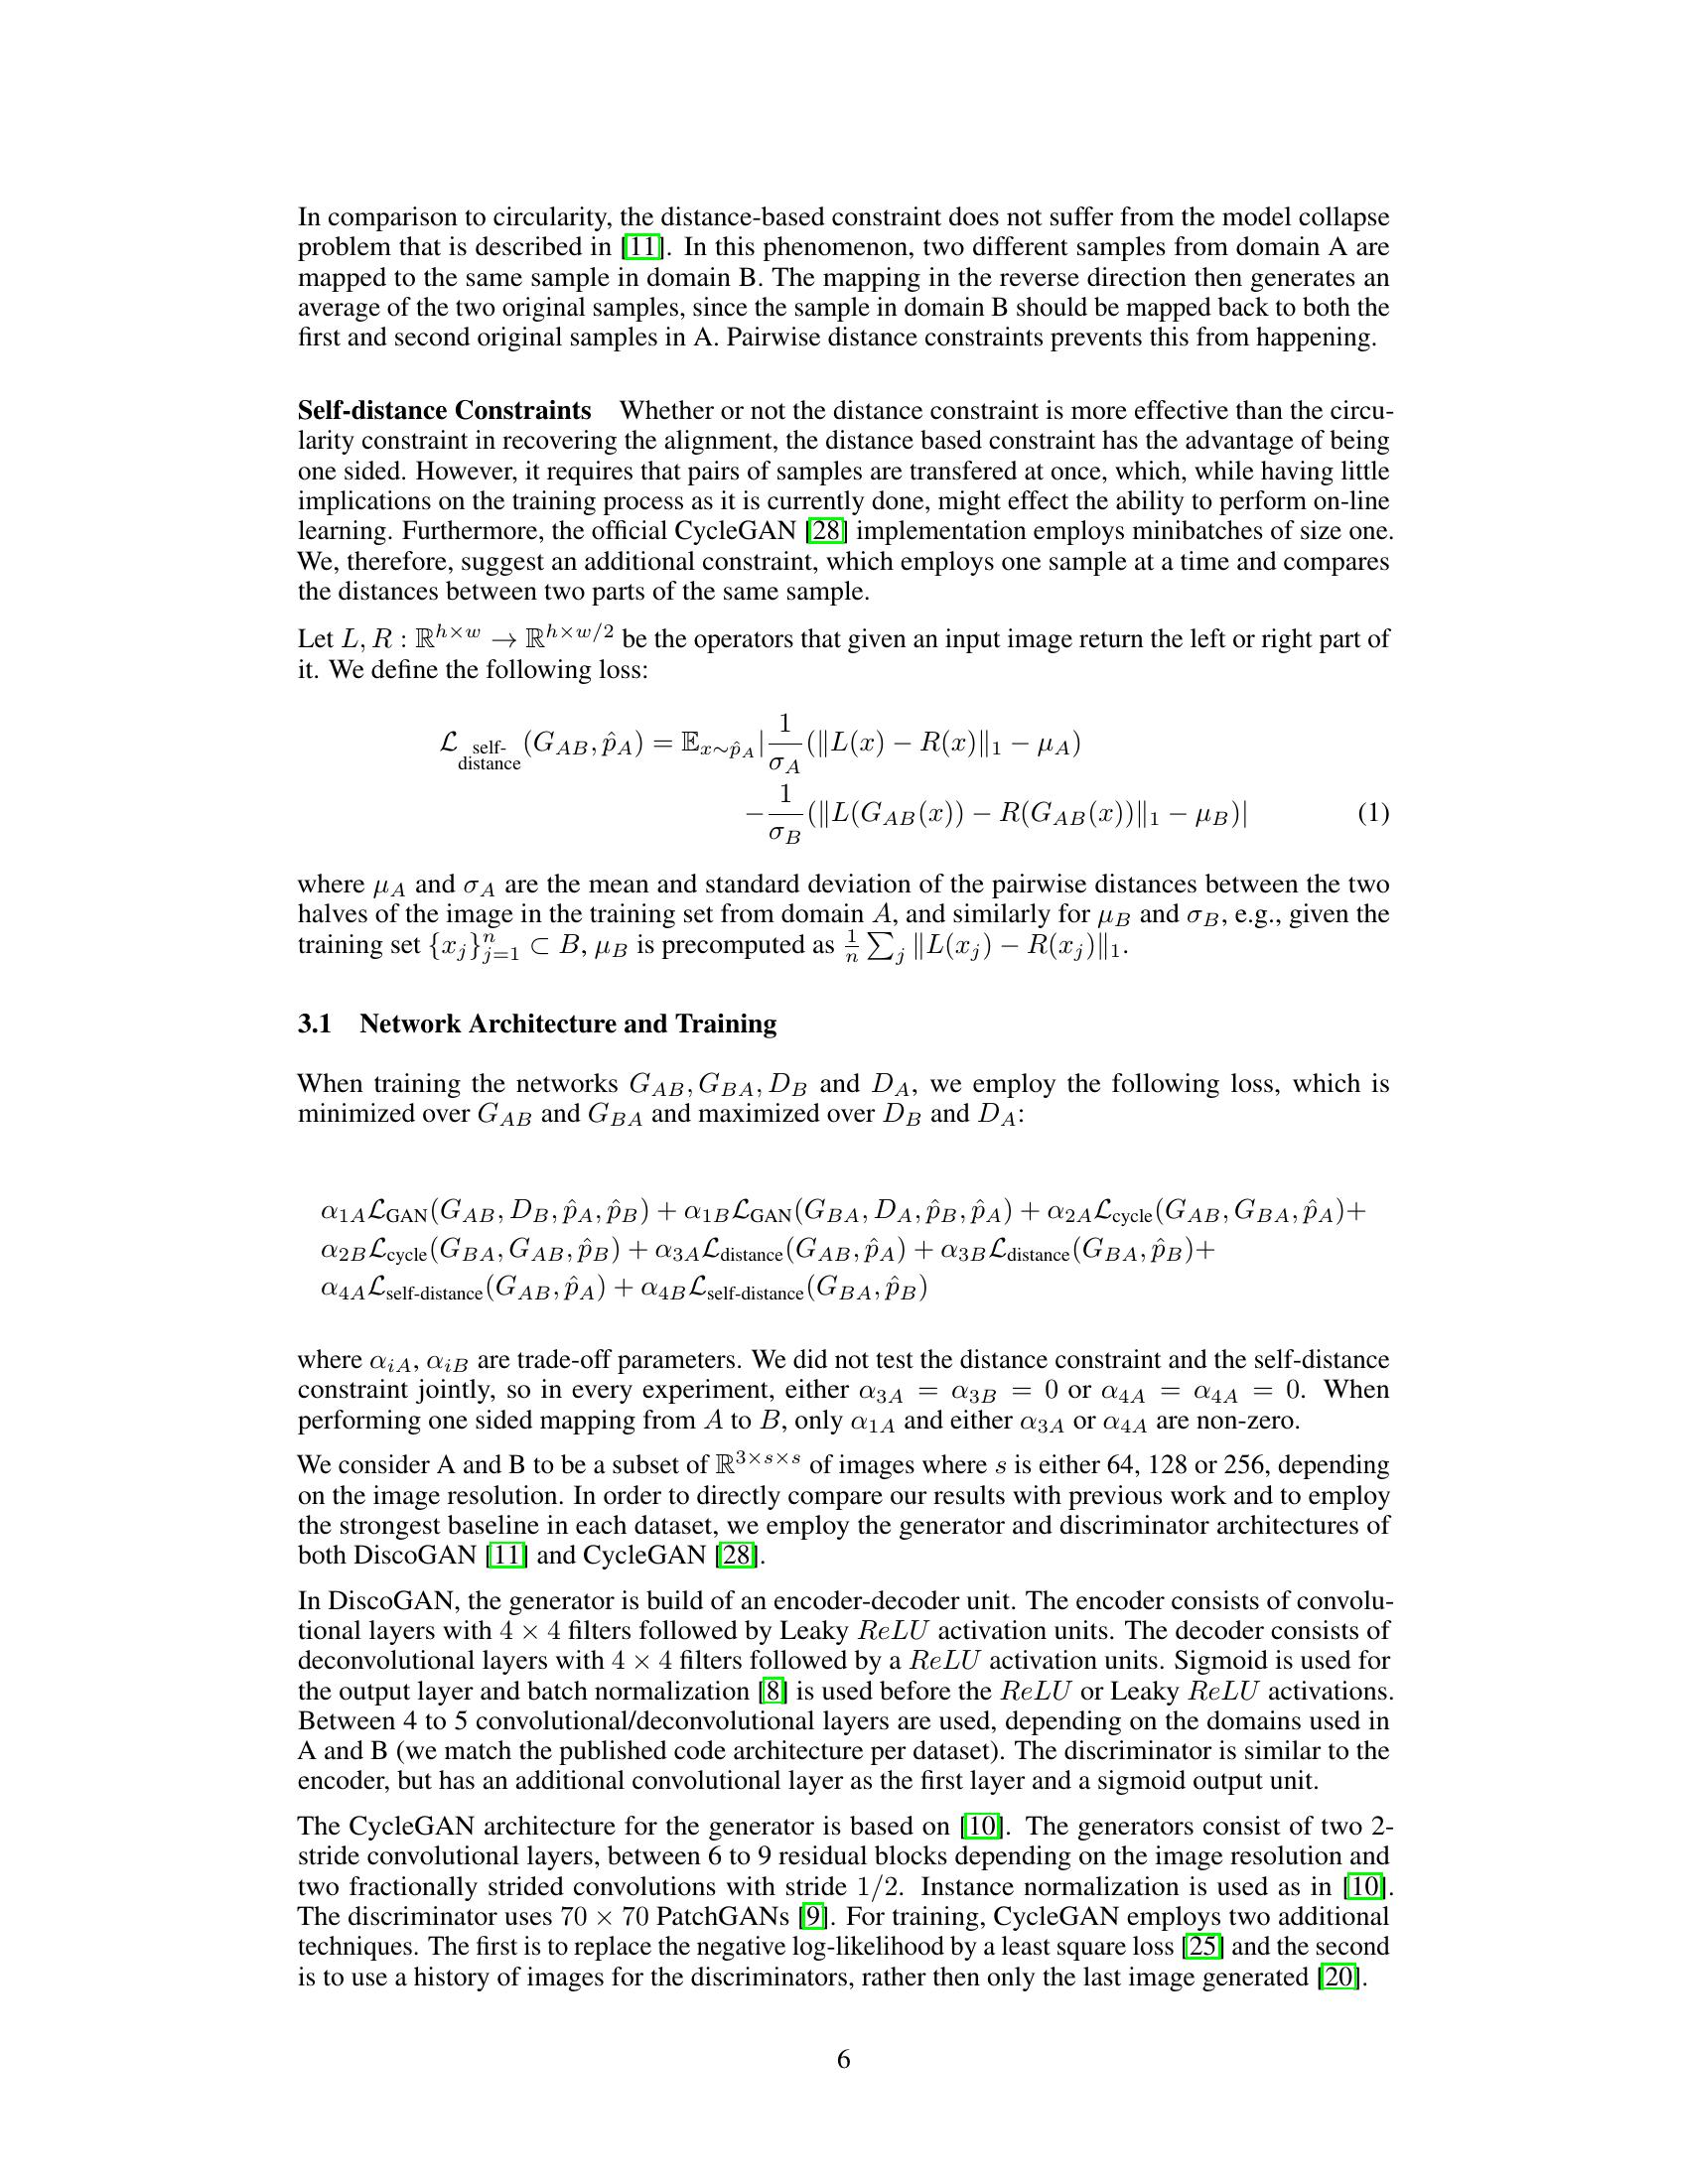 In comparison to circularity, the distance-based constraint does not suffer from the model collapse
problem that is described in [11]. In this phenomenon, two different samples from domain A are
mapped to the same sample in domain B. The mapping in the reverse direction then generates an
average of the two original samples, since the sample in domain B should be mapped back to both the
first and second original samples in A. Pairwise distance constraints prevents this from happening.
Self-distance Constraints Whether or not the distance constraint is more effective than the circu-
larity constraint in recovering the alignment, the distance based constraint has the advantage of being
one sided. However, it requires that pairs of samples are transfered at once, which, while having little
implications on the training process as it is currently done, might effect the ability to perform on-line
learning. Furthermore, the official CycleGAN [28] implementation employs minibatches of size one.
We, therefore, suggest an additional constraint, which employs one sample at a time and compares
the distances between two parts of the same sample.
Let $L, R : \mathbb{R}^{h \times w} \to \mathbb{R}^{h \times w/2}$ be the operators that given an input image return the left or right part of
it. We define the following loss:
$\mathcal{L}_{\text{self-distance}}(G_{AB}, \hat{p}_A) = \mathbb{E}_{x \sim \hat{p}_A} | \frac{1}{\sigma_A} (\|L(x) - R(x)\|_1 - \mu_A)$
$- \frac{1}{\sigma_B} (\|L(G_{AB}(x)) - R(G_{AB}(x))\|_1 - \mu_B) |$ (1)
where $\mu_A$ and $\sigma_A$ are the mean and standard deviation of the pairwise distances between the two
halves of the image in the training set from domain $A$, and similarly for $\mu_B$ and $\sigma_B$, e.g., given the
training set $\{x_j\}_{j=1}^n \subset B$, $\mu_B$ is precomputed as $\frac{1}{n} \sum_j \|L(x_j) - R(x_j)\|_1$.
3.1 Network Architecture and Training
When training the networks $G_{AB}, G_{BA}, D_B$ and $D_A$, we employ the following loss, which is
minimized over $G_{AB}$ and $G_{BA}$ and maximized over $D_B$ and $D_A$:
$\alpha_{1A} \mathcal{L}_{\text{GAN}}(G_{AB}, D_B, \hat{p}_A, \hat{p}_B) + \alpha_{1B} \mathcal{L}_{\text{GAN}}(G_{BA}, D_A, \hat{p}_B, \hat{p}_A) + \alpha_{2A} \mathcal{L}_{\text{cycle}}(G_{AB}, G_{BA}, \hat{p}_A) +$
$\alpha_{2B} \mathcal{L}_{\text{cycle}}(G_{BA}, G_{AB}, \hat{p}_B) + \alpha_{3A} \mathcal{L}_{\text{distance}}(G_{AB}, \hat{p}_A) + \alpha_{3B} \mathcal{L}_{\text{distance}}(G_{BA}, \hat{p}_B) +$
$\alpha_{4A} \mathcal{L}_{\text{self-distance}}(G_{AB}, \hat{p}_A) + \alpha_{4B} \mathcal{L}_{\text{self-distance}}(G_{BA}, \hat{p}_B)$
where $\alpha_{iA}, \alpha_{iB}$ are trade-off parameters. We did not test the distance constraint and the self-distance
constraint jointly, so in every experiment, either $\alpha_{3A} = \alpha_{3B} = 0$ or $\alpha_{4A} = \alpha_{4A} = 0$. When
performing one sided mapping from $A$ to $B$, only $\alpha_{1A}$ and either $\alpha_{3A}$ or $\alpha_{4A}$ are non-zero.
We consider A and B to be a subset of $\mathbb{R}^{3 \times s \times s}$ of images where $s$ is either 64, 128 or 256, depending
on the image resolution. In order to directly compare our results with previous work and to employ
the strongest baseline in each dataset, we employ the generator and discriminator architectures of
both DiscoGAN [11] and CycleGAN [28].
In DiscoGAN, the generator is build of an encoder-decoder unit. The encoder consists of convolu-
tional layers with $4 \times 4$ filters followed by Leaky $ReLU$ activation units. The decoder consists of
deconvolutional layers with $4 \times 4$ filters followed by a $ReLU$ activation units. Sigmoid is used for
the output layer and batch normalization [8] is used before the $ReLU$ or Leaky $ReLU$ activations.
Between 4 to 5 convolutional/deconvolutional layers are used, depending on the domains used in
A and B (we match the published code architecture per dataset). The discriminator is similar to the
encoder, but has an additional convolutional layer as the first layer and a sigmoid output unit.
The CycleGAN architecture for the generator is based on [10]. The generators consist of two 2-
stride convolutional layers, between 6 to 9 residual blocks depending on the image resolution and
two fractionally strided convolutions with stride $1/2$. Instance normalization is used as in [10].
The discriminator uses $70 \times 70$ PatchGANs [9]. For training, CycleGAN employs two additional
techniques. The first is to replace the negative log-likelihood by a least square loss [25] and the second
is to use a history of images for the discriminators, rather then only the last image generated [20].
6